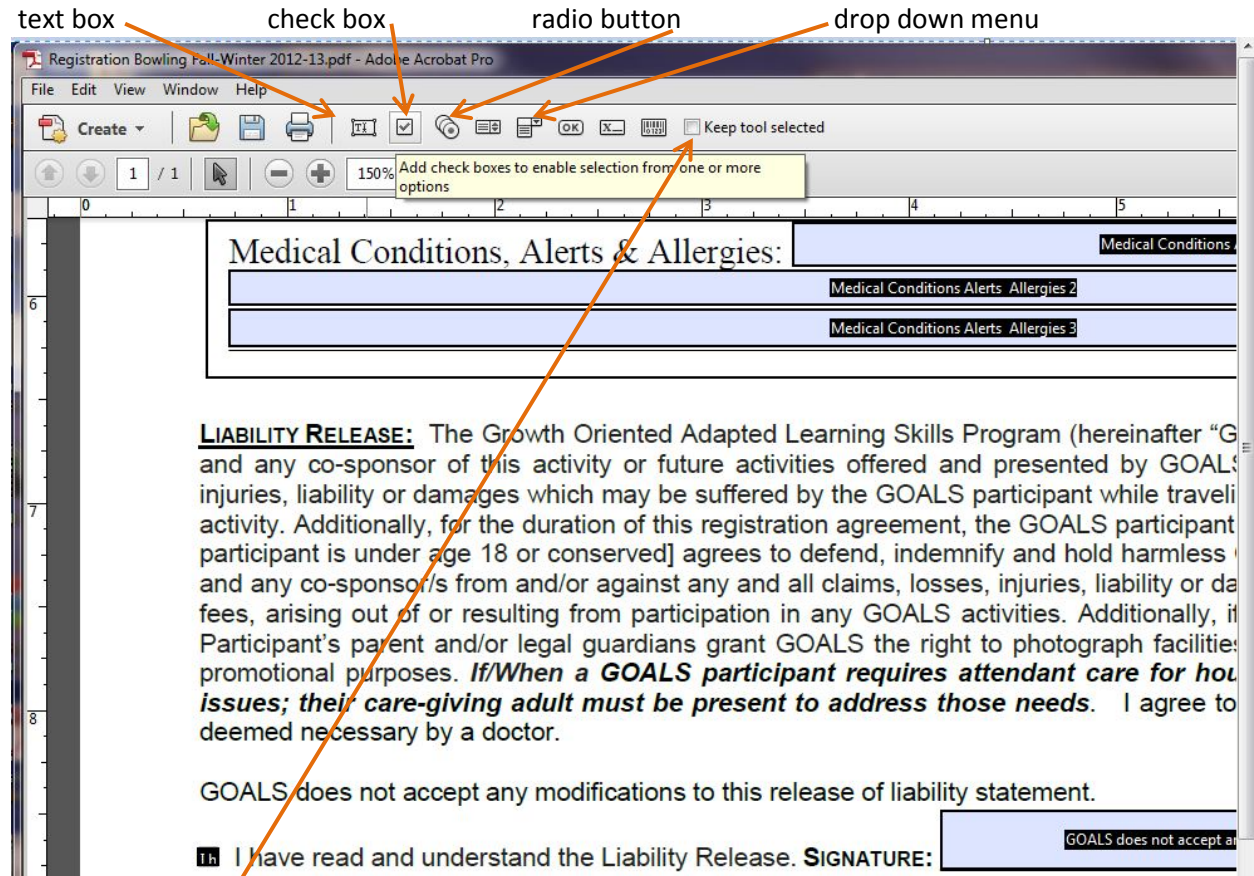 text box check box radio button drop down menu
Registration Bowling Fall-Winter 2012-13.pdf - Adobe Acrobat Pro
File Edit View Window Help
Create OK Keep tool selected
1 / 1 150%
Add check boxes to enable selection from one or more
options
0 1 2 3 4 5
Medical Conditions, Alerts & Allergies: Medical Conditions
6 Medical Conditions Alerts Allergies 2
Medical Conditions Alerts Allergies 3
LIABILITY RELEASE: The Growth Oriented Adapted Learning Skills Program (hereinafter “G
and any co-sponsor of this activity or future activities offered and presented by GOALS
injuries, liability or damages which may be suffered by the GOALS participant while traveli
7
activity. Additionally, for the duration of this registration agreement, the GOALS participant
participant is under age 18 or conserved] agrees to defend, indemnify and hold harmless
and any co-sponsor/s from and/or against any and all claims, losses, injuries, liability or da
fees, arising out of or resulting from participation in any GOALS activities. Additionally, if
Participant's parent and/or legal guardians grant GOALS the right to photograph facilities
promotional purposes. If/When a GOALS participant requires attendant care for hou
issues; their care-giving adult must be present to address those needs. I agree to
8
deemed necessary by a doctor.
GOALS does not accept any modifications to this release of liability statement.
Th I have read and understand the Liability Release. SIGNATURE: GOALS does not accept an